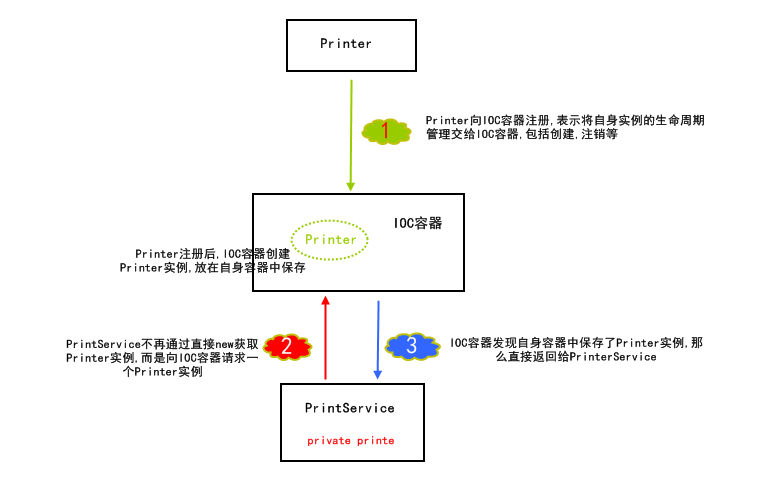 Printer
1
Printer向IOC容器注册,表示将自身实例的生命周期
管理交给IOC容器,包括创建,注销等
IOC容器
Printer
Printer注册后,IOC容器创建
Printer实例,放在自身容器中保存
PrintService不再通过直接new获取
Printer实例,而是向IOC容器请求一
个Printer实例
2
3
IOC容器发现自身容器中保存了Printer实例,那
么直接返回给PrinterService
PrintService
private printe